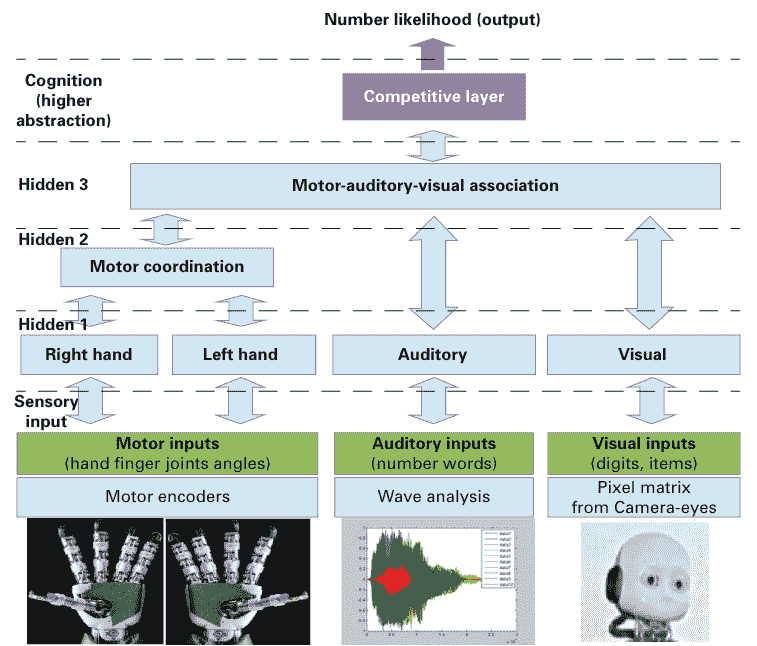 Number likelihood (output)
Cognition
(higher
abstraction)
Competitive layer
Hidden 3
Motor-auditory-visual association
Hidden 2
Motor coordination
Hidden 1
Right hand
Left hand
Auditory
Visual
Sensory
input
Motor inputs
(hand finger joints angles)
Auditory inputs
(number words)
Visual inputs
(digits, items)
Motor encoders
Wave analysis
Pixel matrix
from Camera-eyes